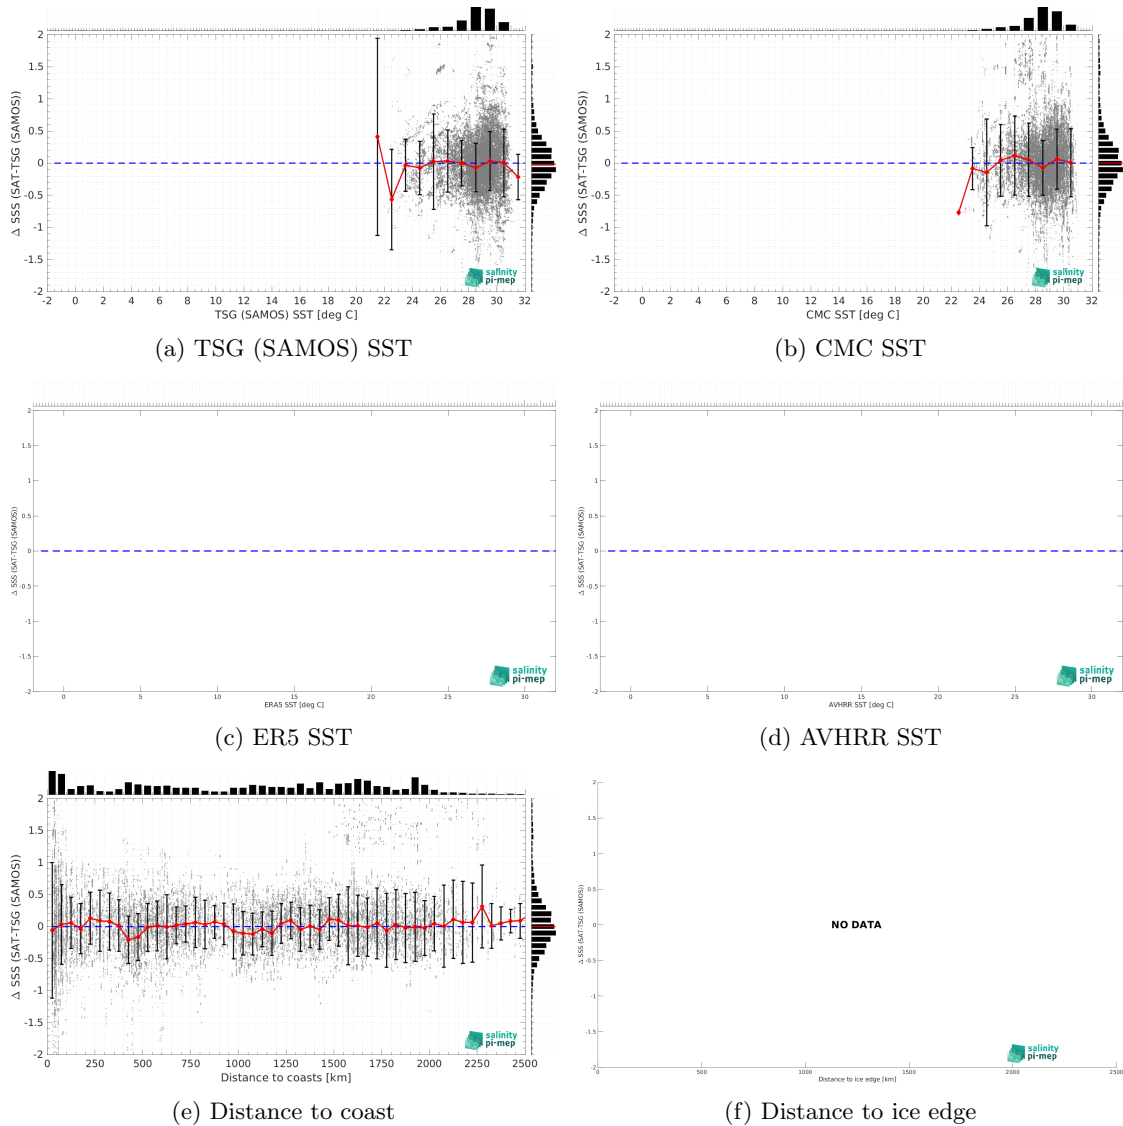 2
1.5
1
0.5
0
-0.5
-1
-1.5
-2
Δ SSS (SAT-TSG (SAMOS))
-2 0 2 4 6 8 10 12 14 16 18 20 22 24 26 28 30 32
TSG (SAMOS) SST [deg C]
salinity
pi-mep
(a) TSG (SAMOS) SST
2
1.5
1
0.5
0
-0.5
-1
-1.5
-2
Δ SSS (SAT-TSG (SAMOS))
-2 0 2 4 6 8 10 12 14 16 18 20 22 24 26 28 30 32
CMC SST [deg C]
salinity
pi-mep
(b) CMC SST
2
1.5
1
0.5
0
-0.5
-1
-1.5
-2
Δ SSS (SAT-TSG (SAMOS))
0 5 10 15 20 25 30
ERA5 SST [deg C]
salinity
pi-mep
(c) ER5 SST
2
1.5
1
0.5
0
-0.5
-1
-1.5
-2
Δ SSS (SAT-TSG (SAMOS))
0 5 10 15 20 25 30
AVHRR SST [deg C]
salinity
pi-mep
(d) AVHRR SST
2
1.5
1
0.5
0
-0.5
-1
-1.5
-2
Δ SSS (SAT-TSG (SAMOS))
0 250 500 750 1000 1250 1500 1750 2000 2250 2500
Distance to coasts [km]
salinity
pi-mep
(e) Distance to coast
2
1.5
1
0.5
0
-0.5
-1
-1.5
-2
Δ SSS (SAT-TSG (SAMOS))
NO DATA
0 500 1000 1500 2000 2500
Distance to ice edge [km]
salinity
pi-mep
(f) Distance to ice edge